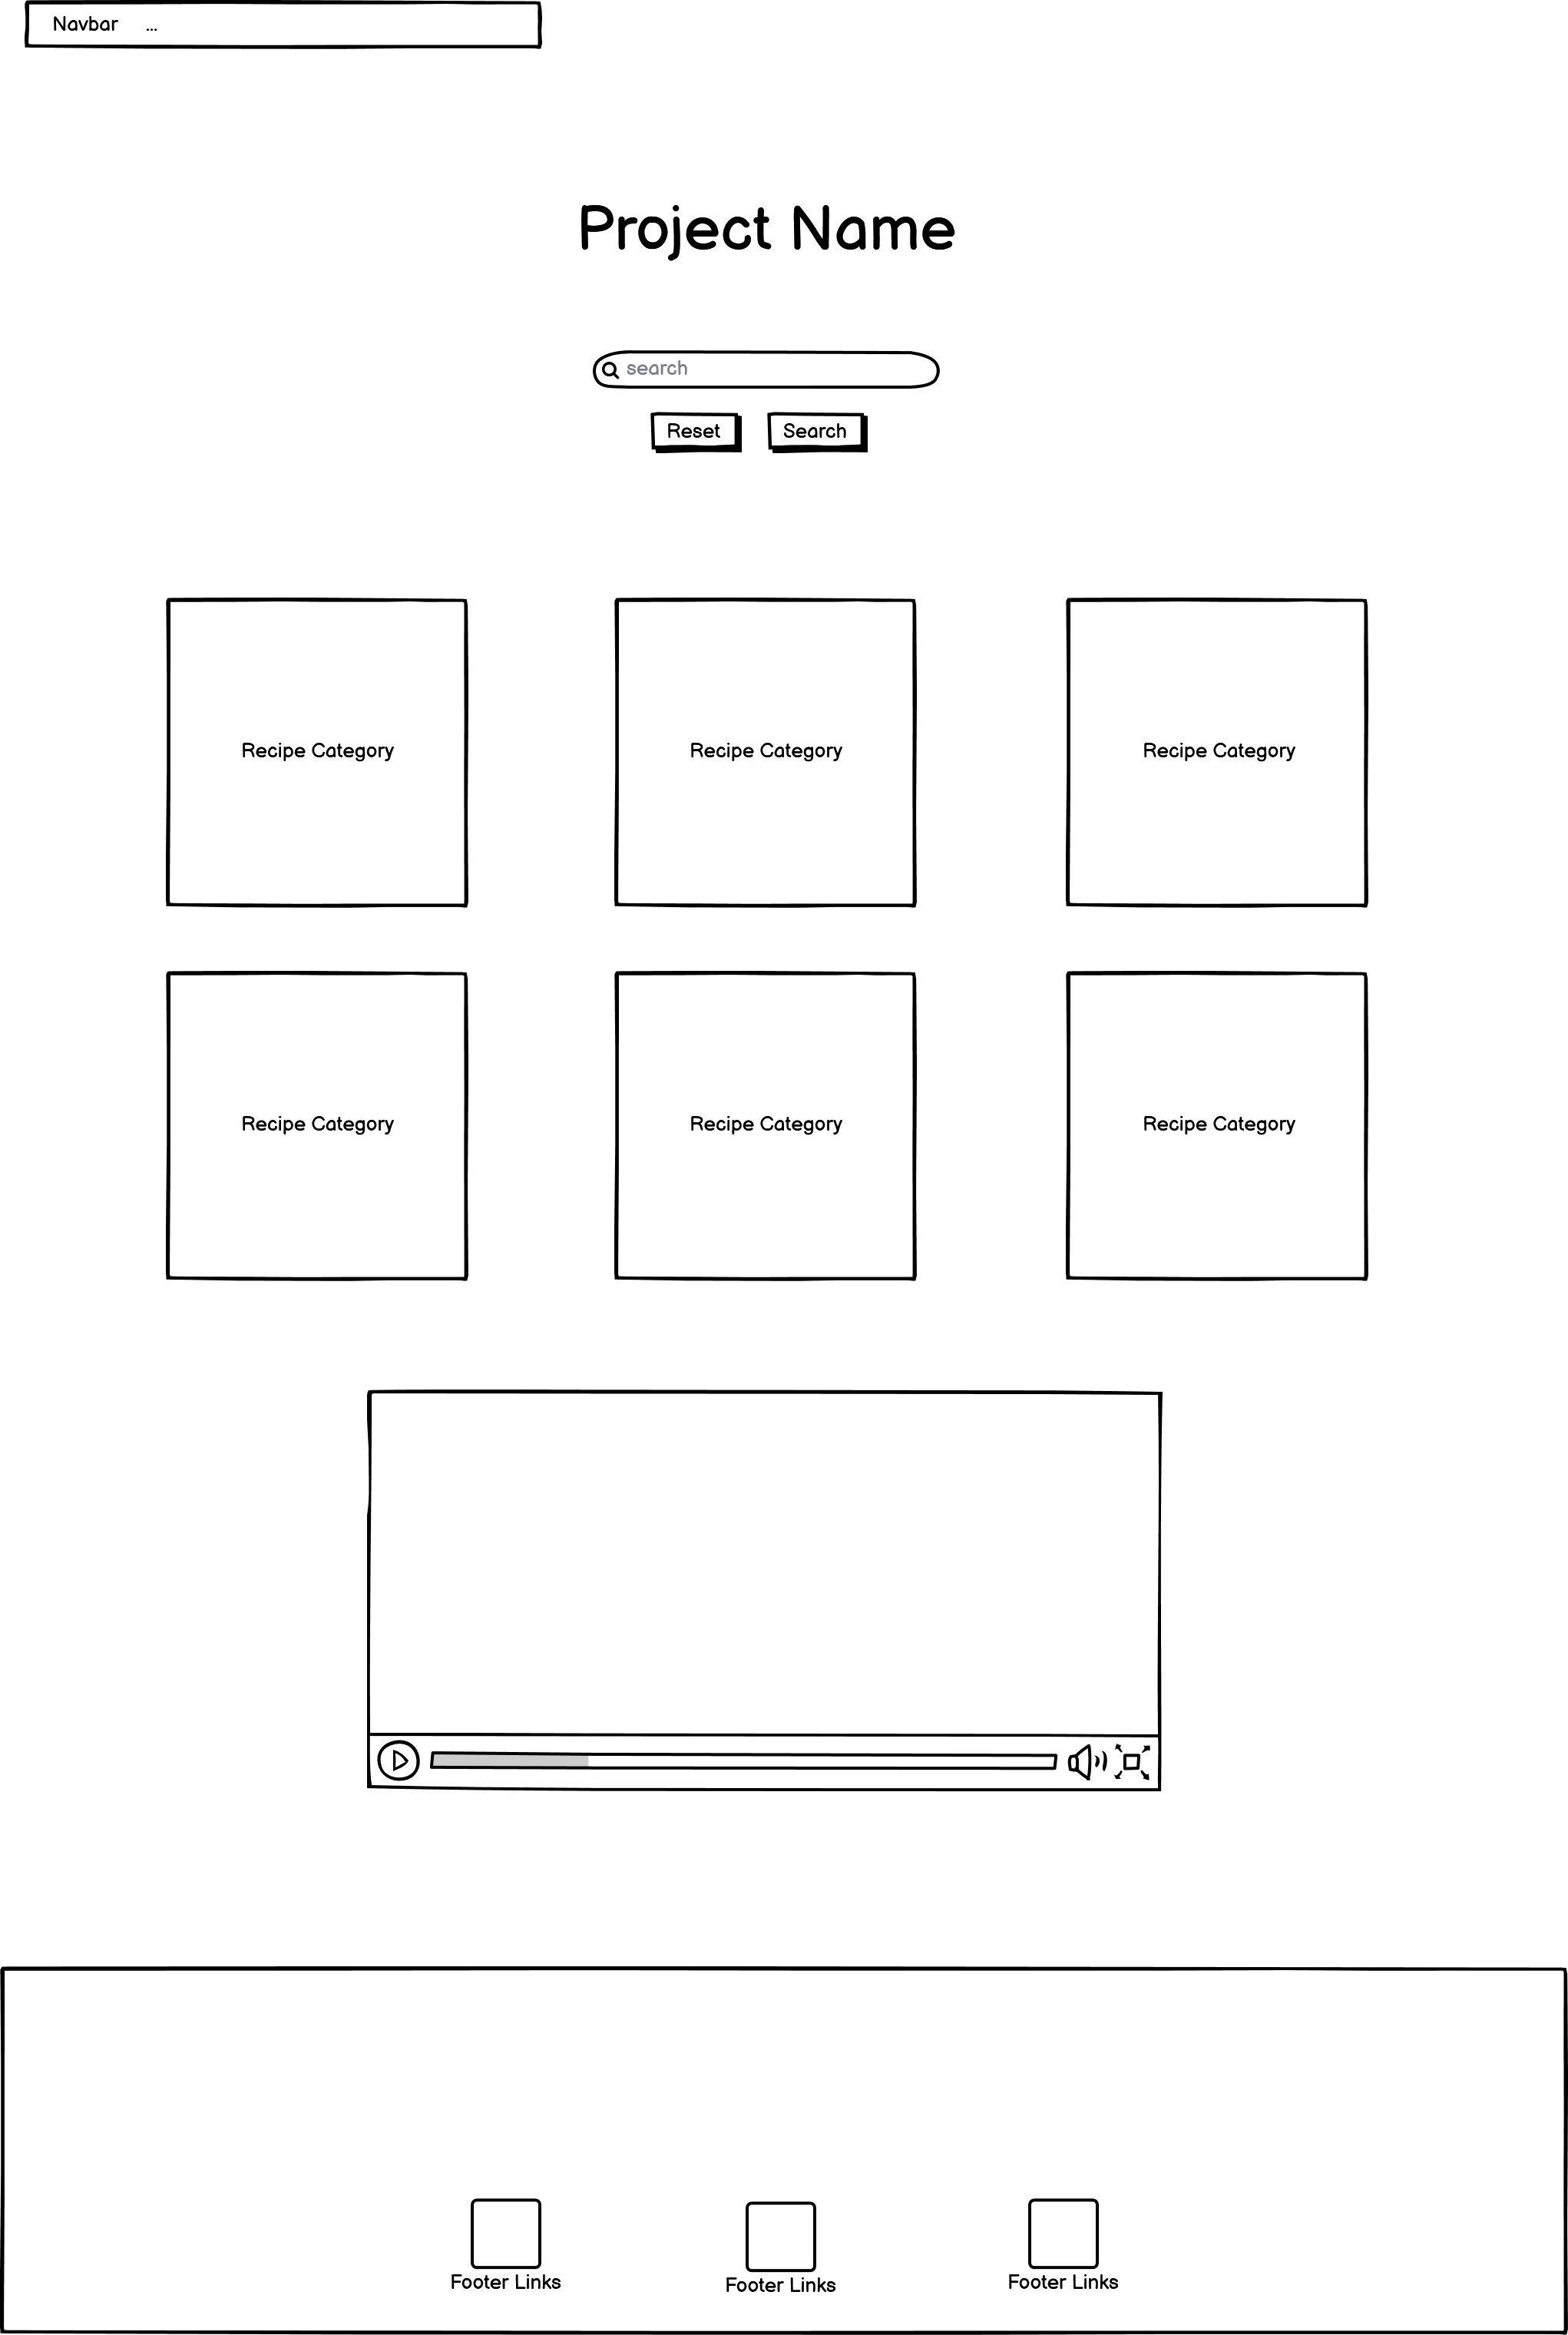 Navbar ...
Project Name
search
Reset Search
Recipe Category Recipe Category Recipe Category
Recipe Category Recipe Category Recipe Category
Footer Links Footer Links Footer Links